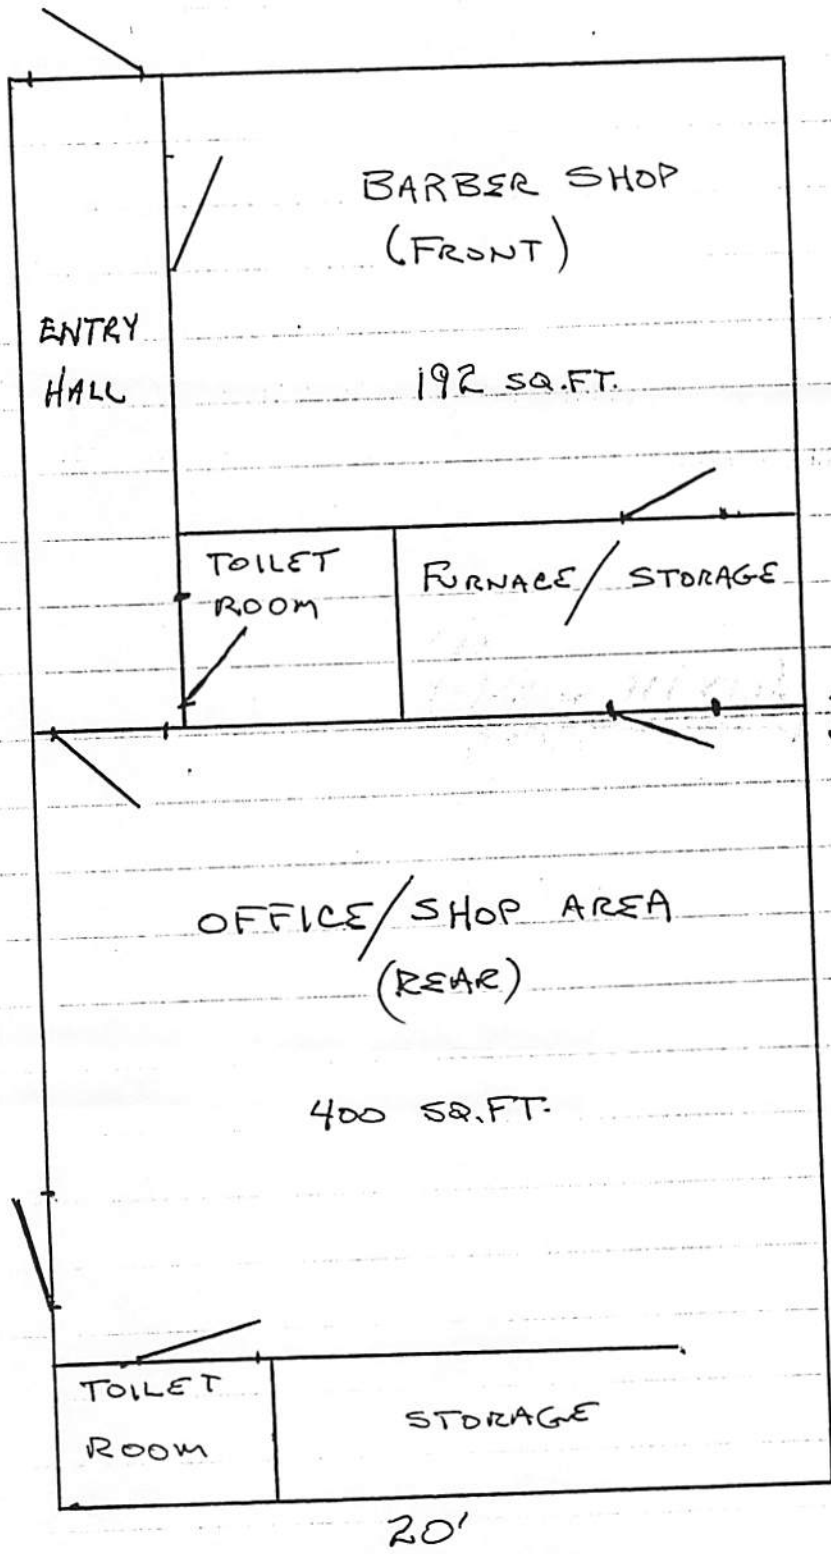 BARBER SHOP
(FRONT)
ENTRY
HALL
192 SQ.FT.
TOILET
ROOM
FURNACE/STORAGE
OFFICE/SHOP AREA
(REAR)
400 SQ.FT.
TOILET
ROOM
STORAGE
20'